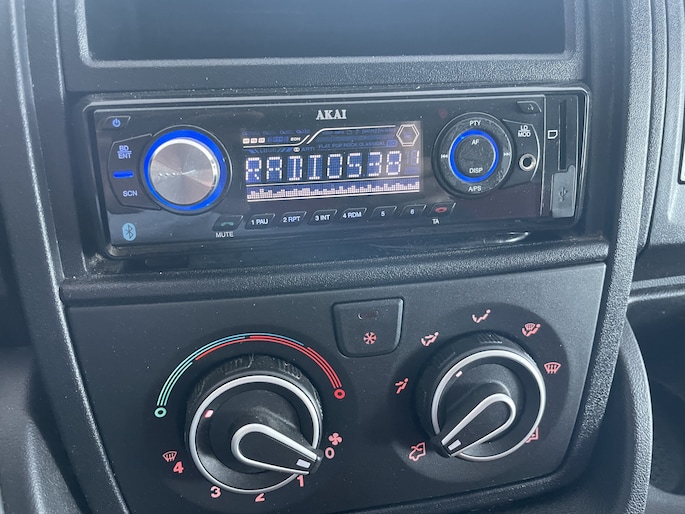 AKAI
BD
ENT
SCN
RADIO538'
PTY
AF
DISP
A/PS
LO
MOD
MUTE
1 PAU
2 RPT
3 INT
4 RDM
5
6
TA
4
3
2
1
0